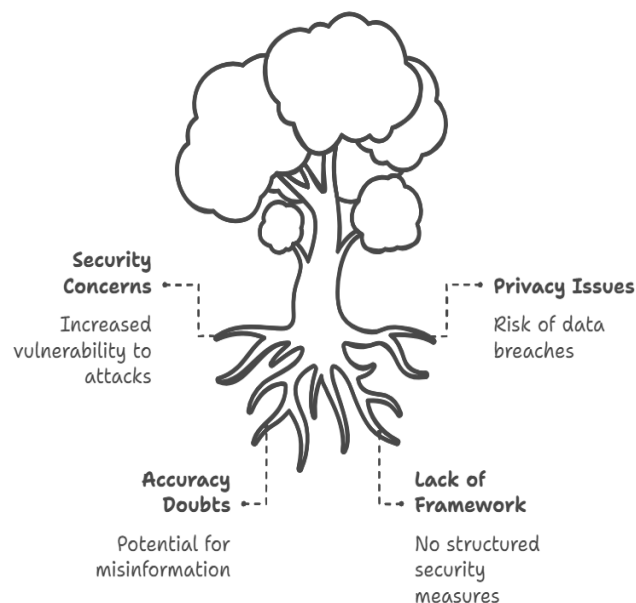 Security
Concerns
Increased
vulnerability to
attacks
Privacy Issues
Risk of data
breaches
Accuracy
Doubts
Potential for
misinformation
Lack of
Framework
No structured
security
measures